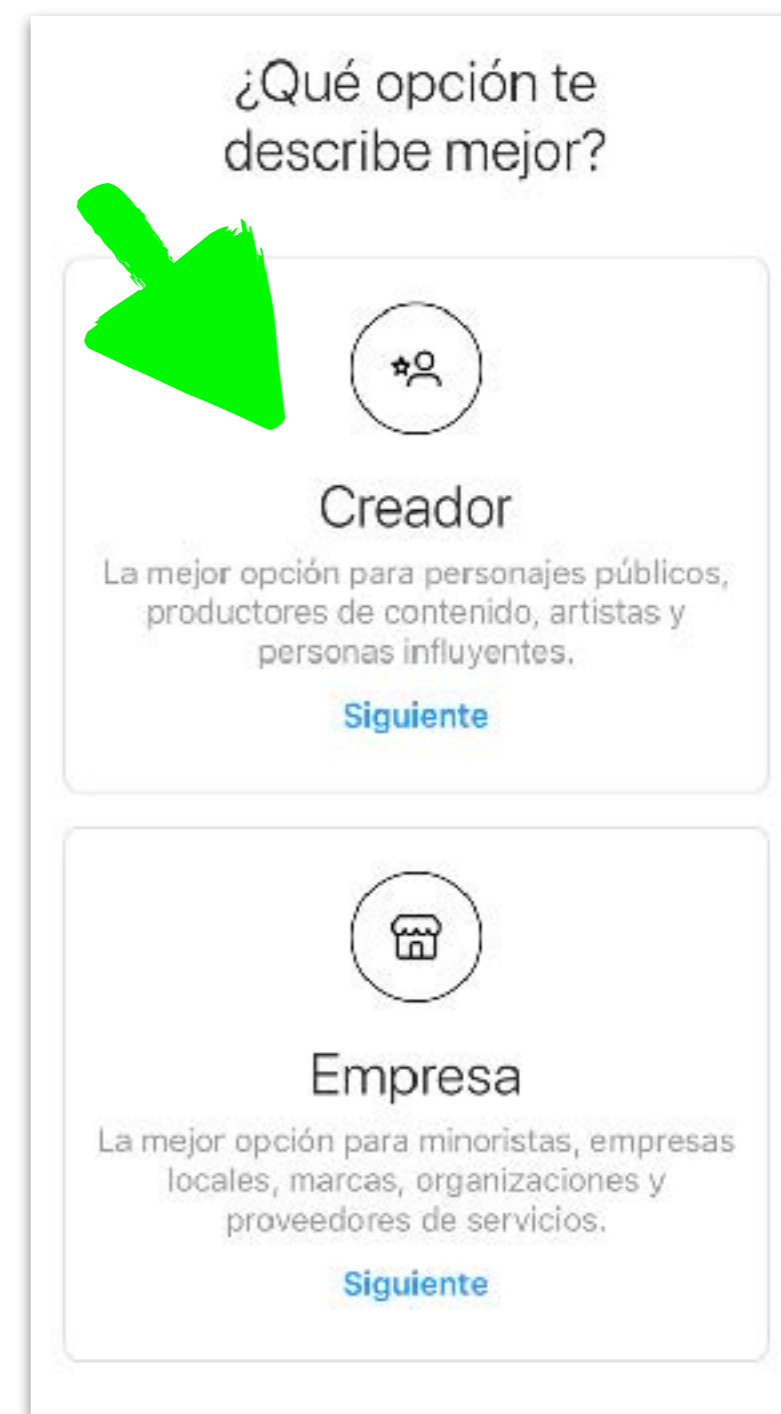 ¿Qué opción te
describe mejor?
Creador
La mejor opción para personajes públicos,
productores de contenido, artistas y
personas influyentes.
Siguiente
Empresa
La mejor opción para minoristas, empresas
locales, marcas, organizaciones y
proveedores de servicios.
Siguiente